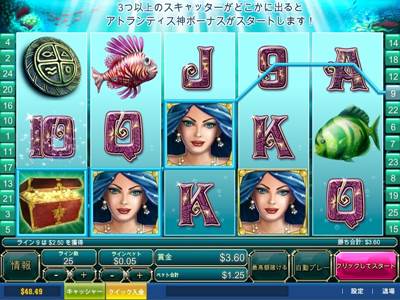 3つ以上のスキャッターがどこかに出ると
アトランティス神ボーナスがスタートします！
J G A
10 Q Q
K K
ライン 9 は $2.50 を獲得
勝ち合計: $3.60
情報
ライン数
25
ラインベット
$0.05
賞金
$3.60
ベット合計
$1.25
最高額賭ける
自動プレー
クリックしてスタート
$48.49
キャッシャー
クイック入金
設定
退場